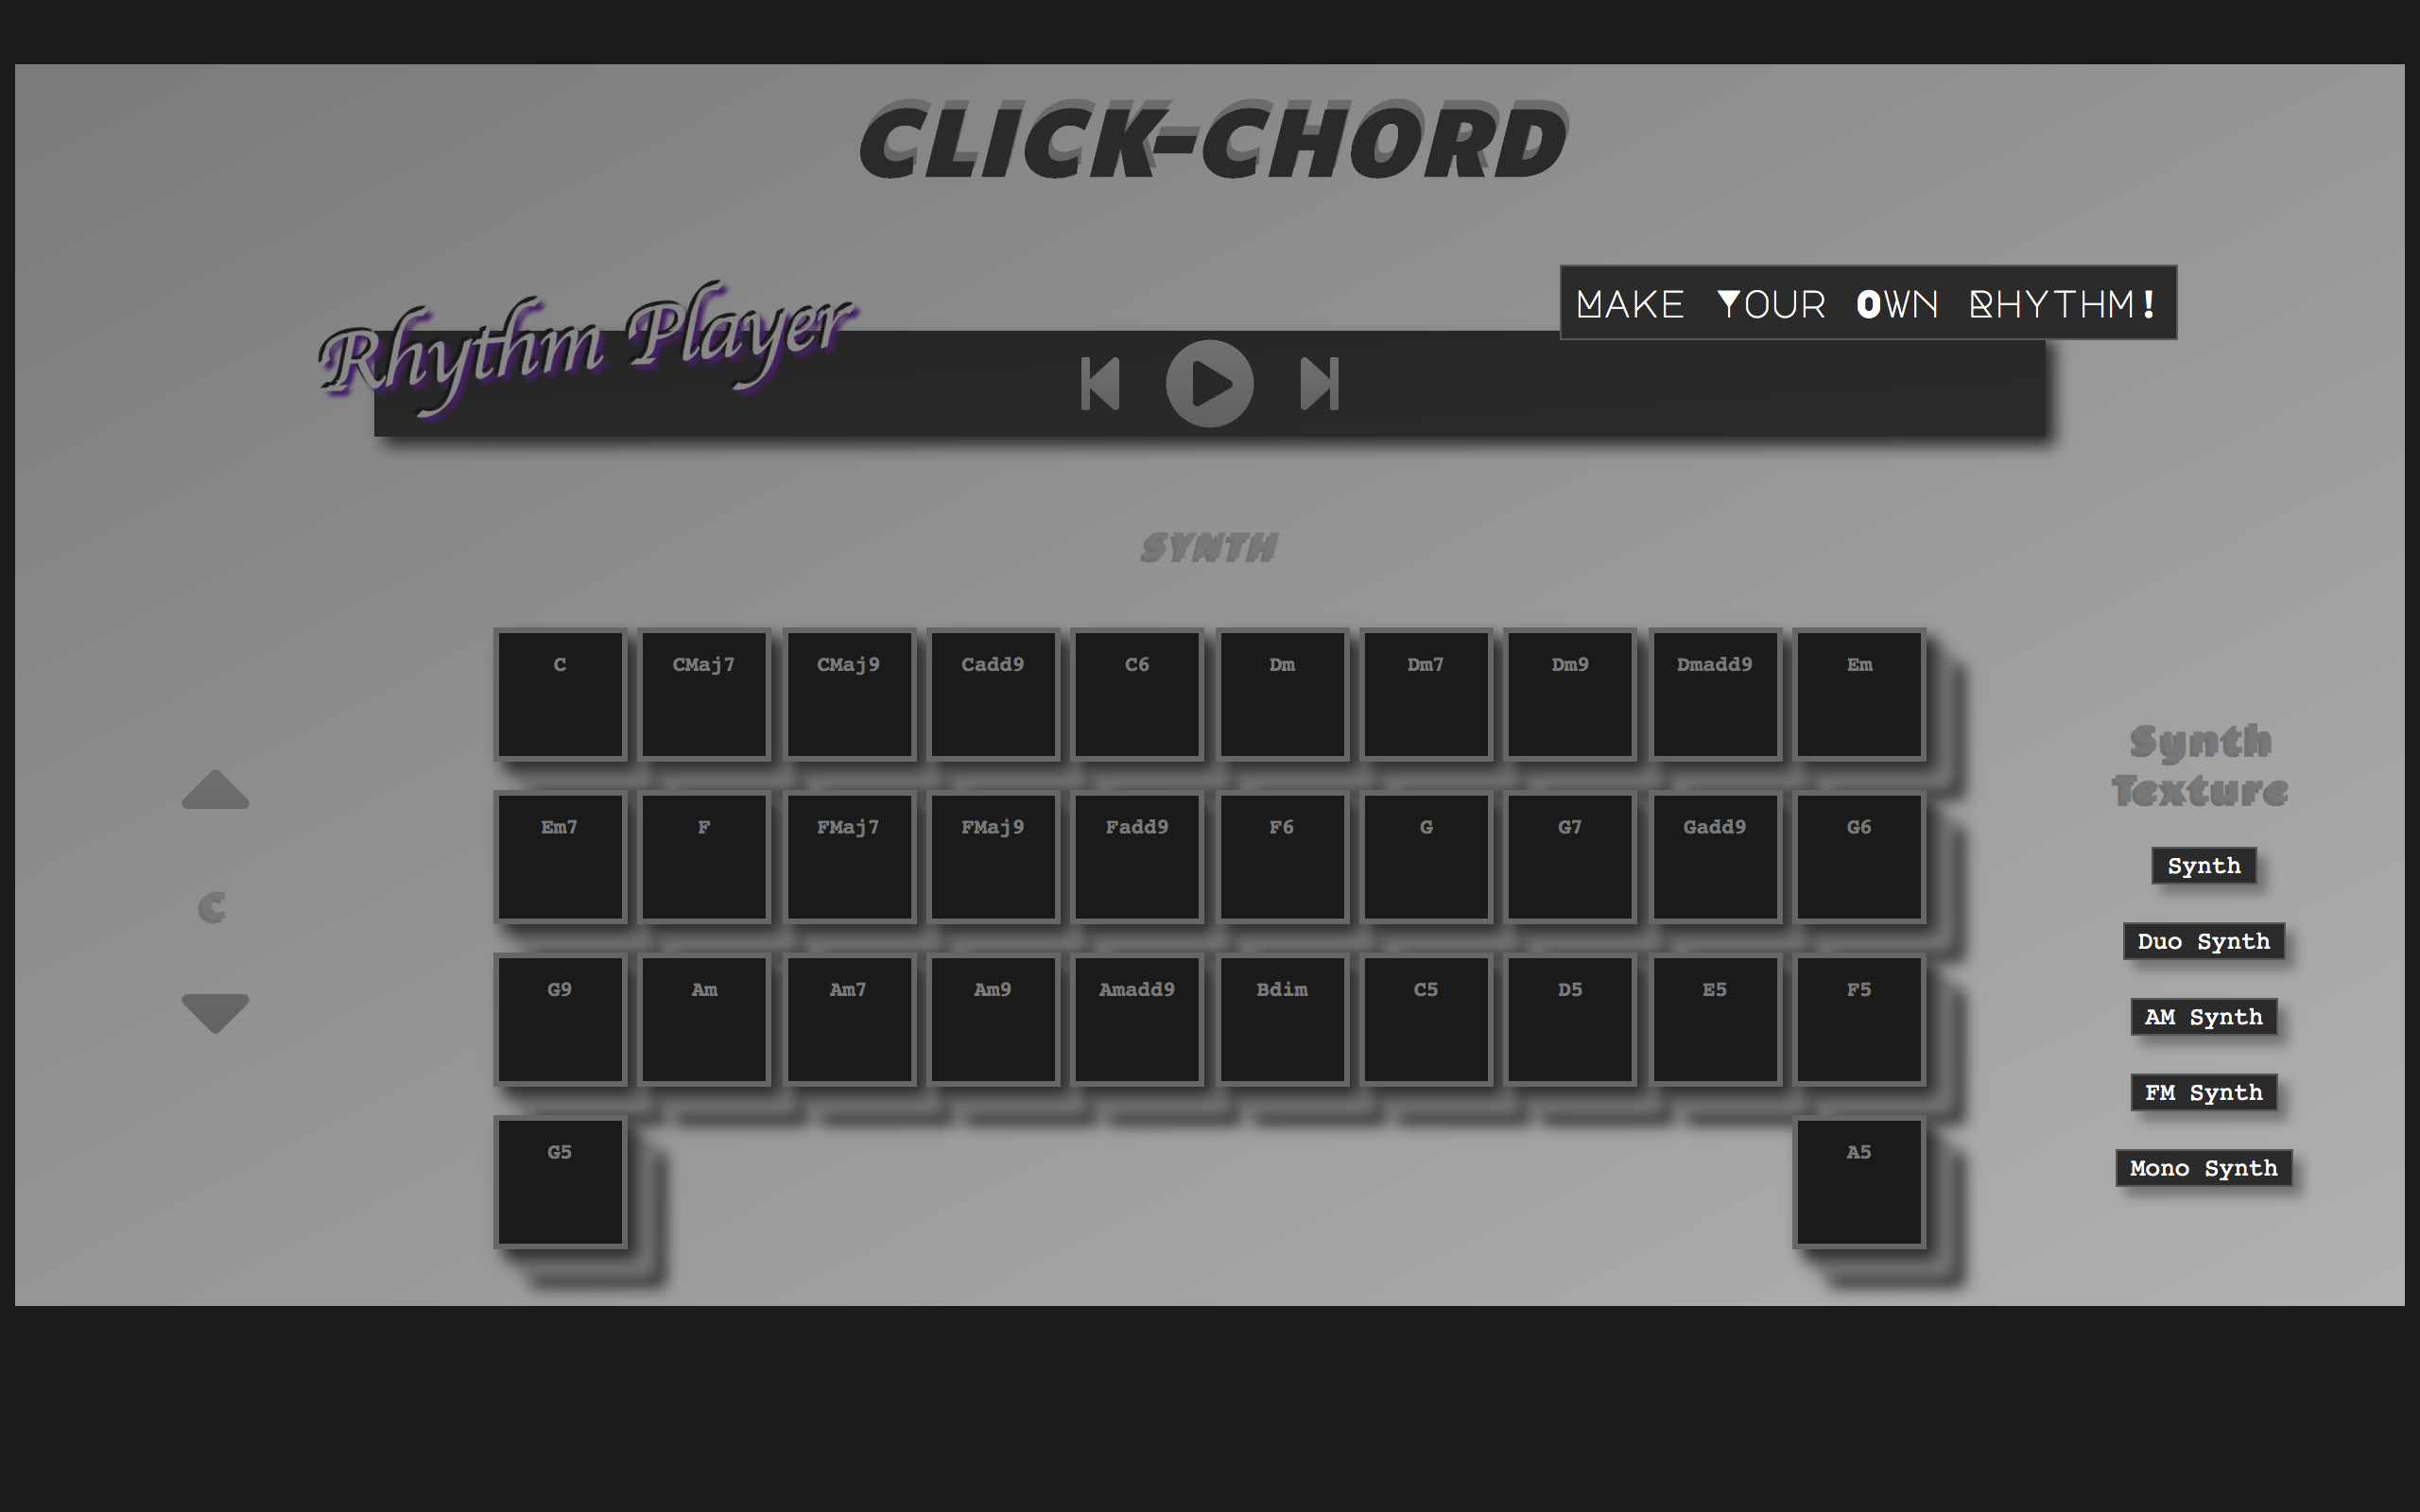 CLICK-CHORD
Rhythm Player
MAKE YOUR OWN RHYTHM!
SYNTH
C CMaj7 CMaj9 Cadd9 C6 Dm Dm7 Dm9 Dmadd9 Em
Em7 F FMaj7 FMaj9 Fadd9 F6 G G7 Gadd9 G6
G9 Am Am7 Am9 Amadd9 Bdim C5 D5 E5 F5
G5 A5
C
Synth
Texture
Synth
Duo Synth
AM Synth
FM Synth
Mono Synth